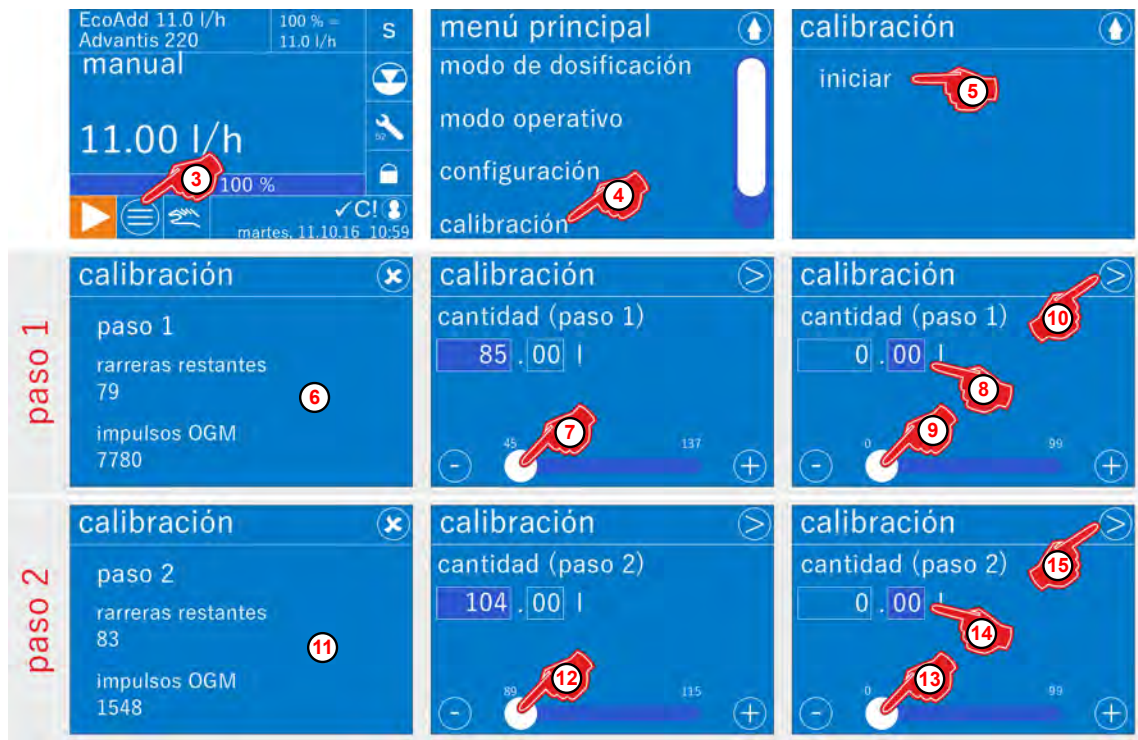 EcoAdd 11.0 l/h
Advantis 220
100 % =
11.0 l/h
S
manual
11.00 l/h
3
100 %
C!
martes, 11.10.16 10:59
menú principal
modo de dosificación
modo operativo
configuración
4
calibración
calibración
iniciar
5
paso 1
calibración
paso 1
rarreras restantes
79
6
impulsos OGM
7780
calibración >
cantidad (paso 1)
85 . 00 l
7
45 137
- +
calibración >
10
cantidad (paso 1)
0 . 00 l
8
9
0 99
- +
paso 2
calibración
paso 2
rarreras restantes
83
11
impulsos OGM
1548
calibración >
cantidad (paso 2)
104 . 00 l
12
89 115
- +
calibración >
15
cantidad (paso 2)
0 . 00 l
14
13
0 99
- +